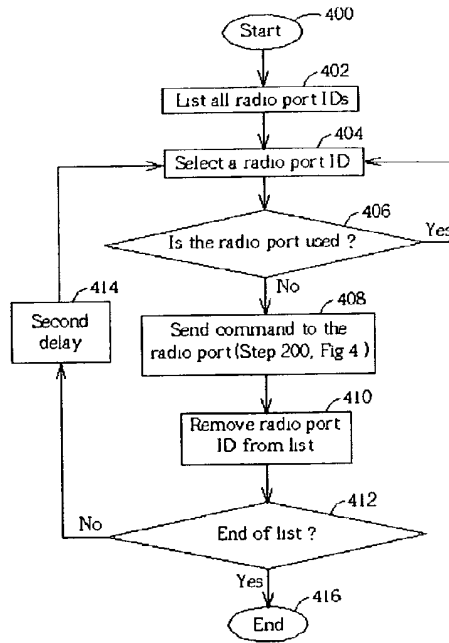 400
Start
402
List all radio port IDs
404
Select a radio port ID
406
Is the radio port used ?
Yes
No
414
Second
delay
408
Send command to the
radio port (Step 200, Fig 4 )
410
Remove radio port
ID from list
412
No
End of list ?
Yes
416
End